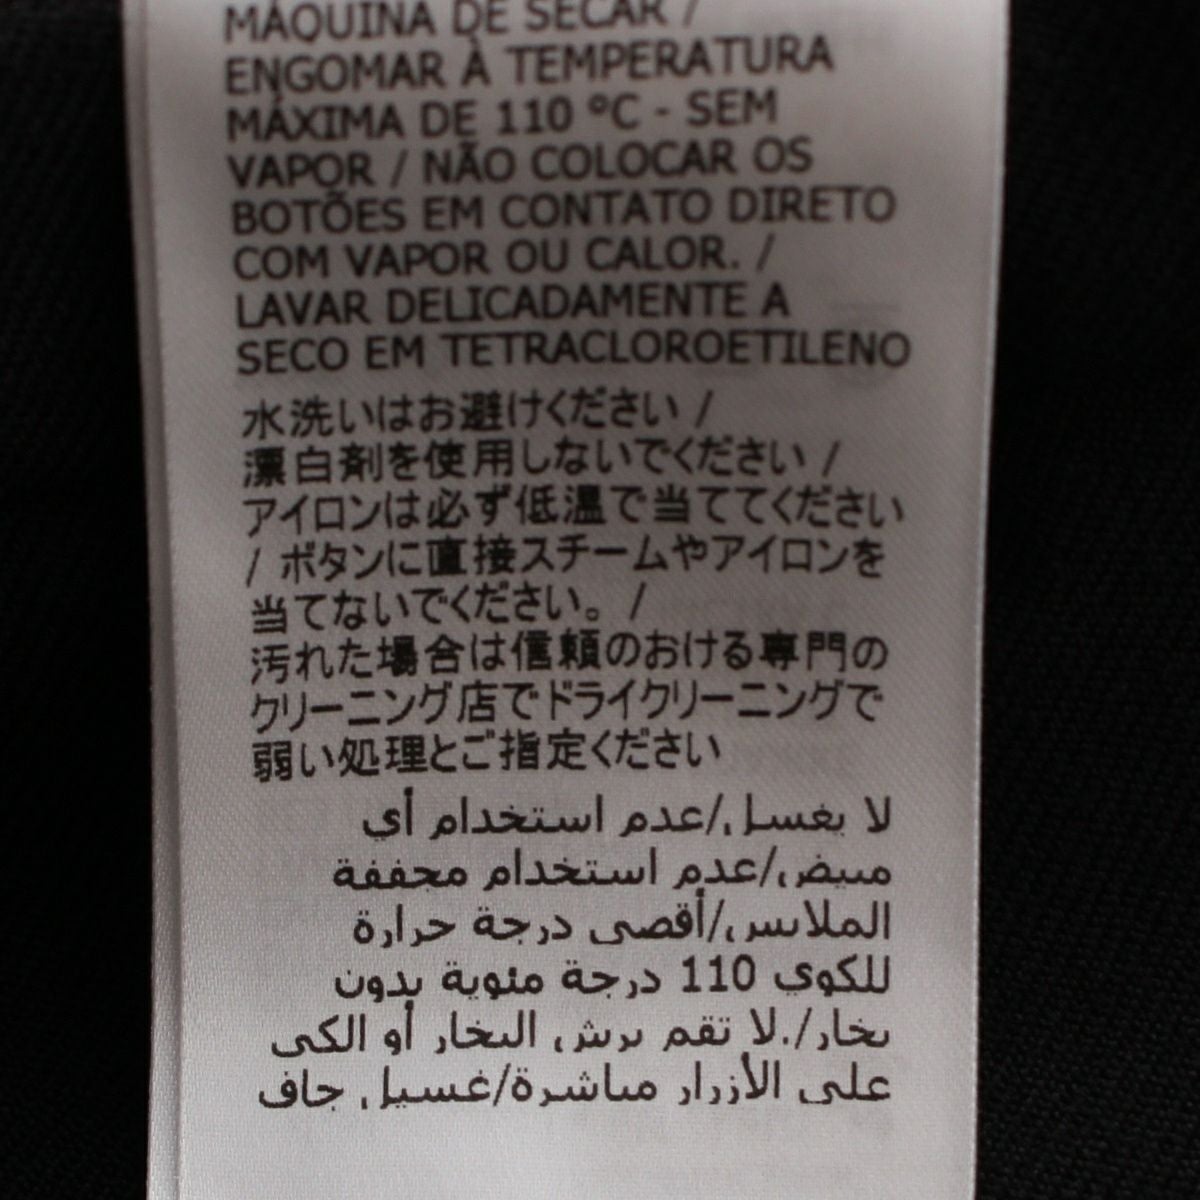 MÁQUINA DE SECAR /
ENGOMAR À TEMPERATURA
MÁXIMA DE 110 °C - SEM
VAPOR / NÃO COLOCAR OS
BOTÕES EM CONTATO DIRETO
COM VAPOR OU CALOR. /
LAVAR DELICADAMENTE A
SECO EM TETRACLOROETILENO
水洗いはお避けください /
漂白剤を使用しないでください /
アイロンは必ず低温で当ててください
/ ボタンに直接スチームやアイロンを
当てないでください。 /
汚れた場合は信頼のおける専門の
クリーニング店でドライクリーニングで
弱い処理とご指定ください
لا يغسل/عدم استخدام أي
مبيض/عدم استخدام مجففة
الملابس/أقصى درجة حرارة
للكوي 110 درجة مئوية بدون
بخار/.لا تقم برش البخار أو الكي
على الأزرار مباشرة/غسيل جاف